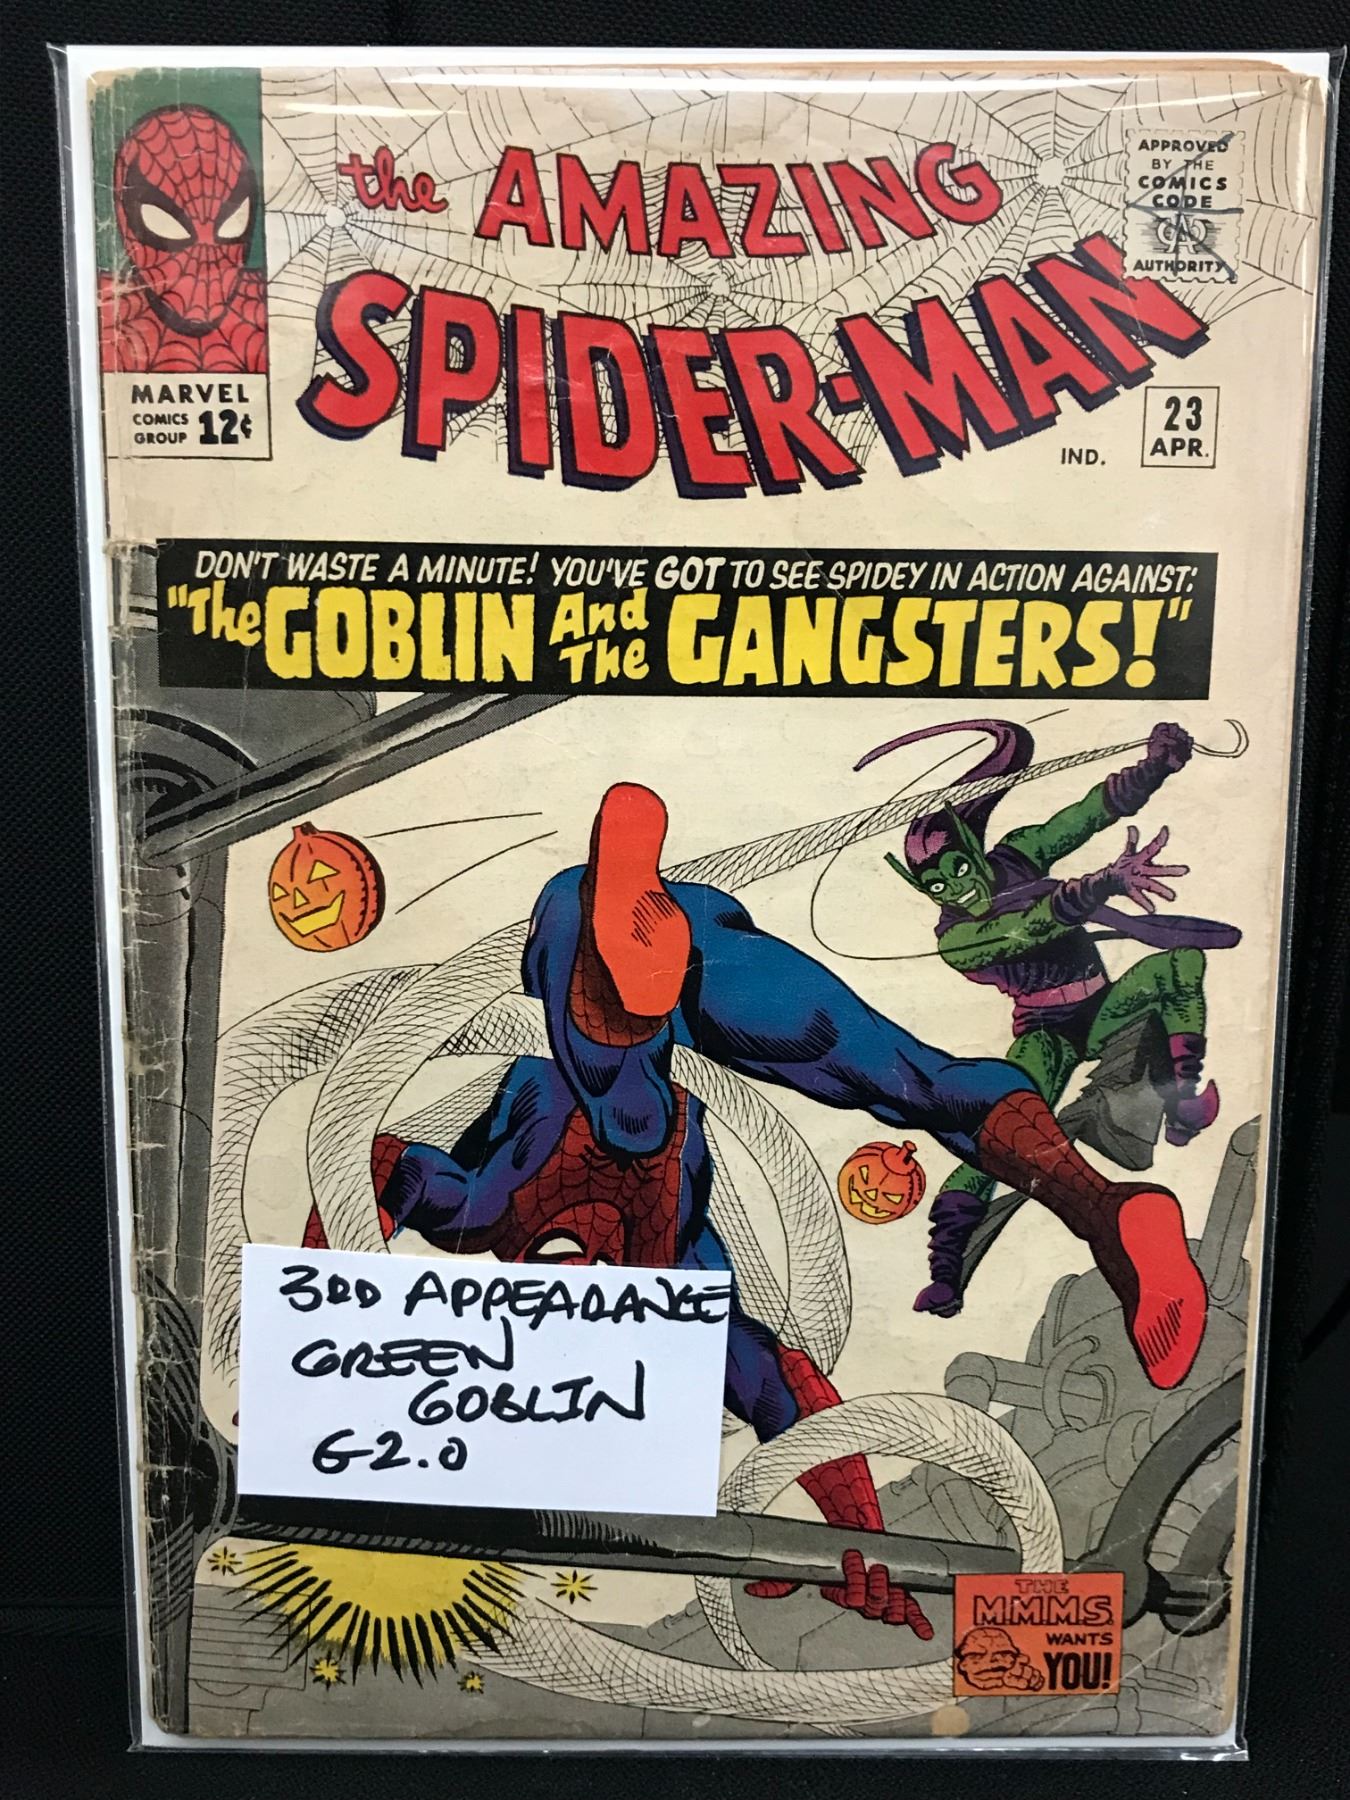 APPROVED
BY THE
COMICS
CODE
AUTHORITY
the AMAZING
SPIDER-MAN
MARVEL
COMICS
GROUP 12¢
IND.
23
APR.
DON'T WASTE A MINUTE! YOU'VE GOT TO SEE SPIDEY IN ACTION AGAINST:
"The GOBLIN And The GANGSTERS!"
3RD APPEARANCE
GREEN
GOBLIN
G-2.0
THE
M.M.M.S.
WANTS
YOU!